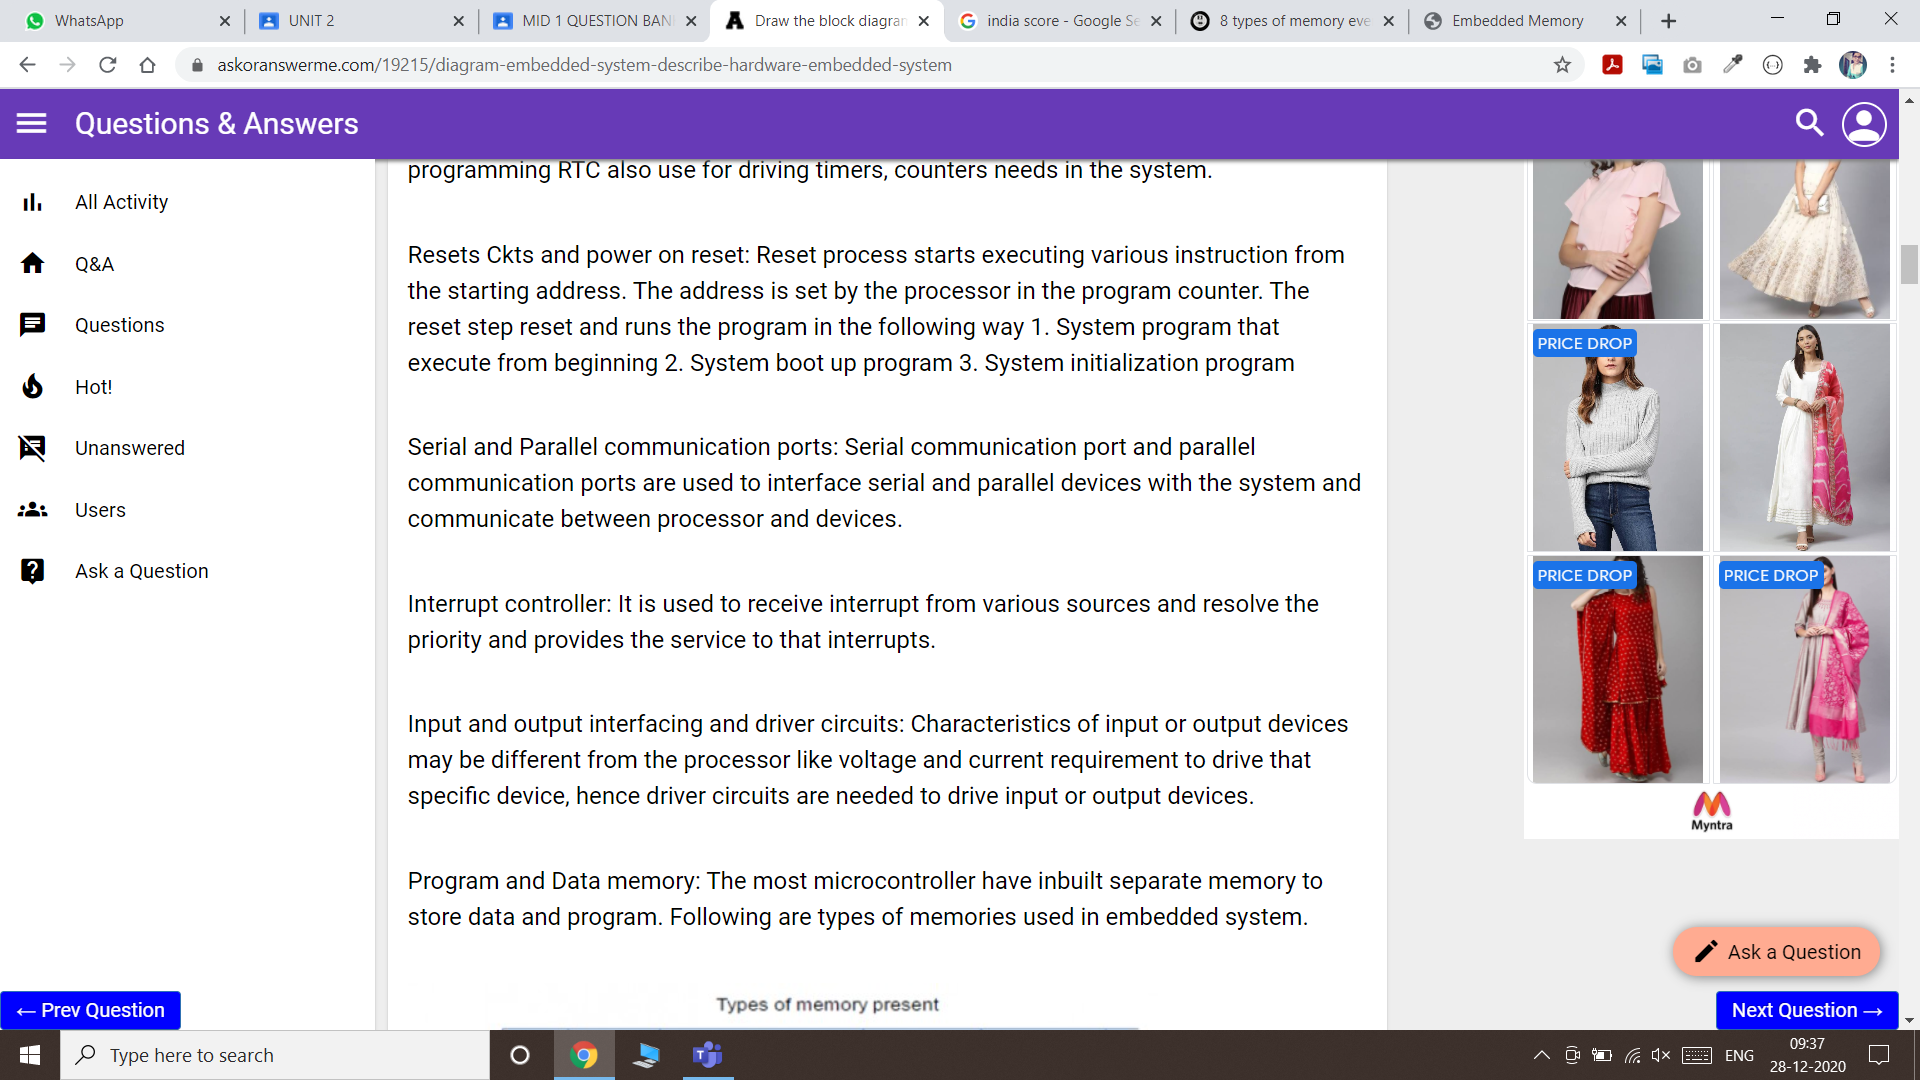 WhatsApp
UNIT 2
MID 1 QUESTION BAN
Draw the block diagran
india score - Google Se
8 types of memory eve
Embedded Memory
askoranswerme.com/19215/diagram-embedded-system-describe-hardware-embedded-system
Questions & Answers
All Activity
Q&A
Questions
Hot!
Unanswered
Users
Ask a Question
programming RTC also use for driving timers, counters needs in the system.
Resets Ckts and power on reset: Reset process starts executing various instruction from
the starting address. The address is set by the processor in the program counter. The
reset step reset and runs the program in the following way 1. System program that
execute from beginning 2. System boot up program 3. System initialization program
Serial and Parallel communication ports: Serial communication port and parallel
communication ports are used to interface serial and parallel devices with the system and
communicate between processor and devices.
Interrupt controller: It is used to receive interrupt from various sources and resolve the
priority and provides the service to that interrupts.
Input and output interfacing and driver circuits: Characteristics of input or output devices
may be different from the processor like voltage and current requirement to drive that
specific device, hence driver circuits are needed to drive input or output devices.
Program and Data memory: The most microcontroller have inbuilt separate memory to
store data and program. Following are types of memories used in embedded system.
Types of memory present
PRICE DROP
PRICE DROP
PRICE DROP
Myntra
Ask a Question
← Prev Question
Next Question →
Type here to search
ENG
09:37
28-12-2020